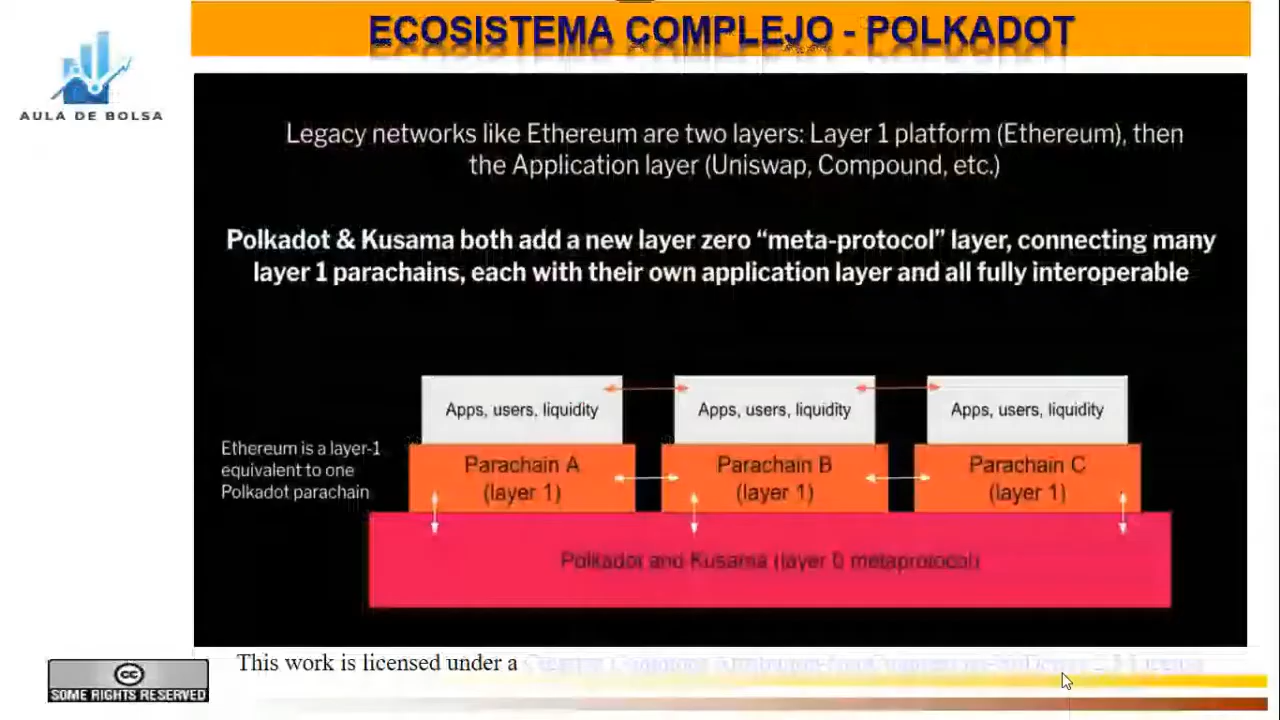 ECOSISTEMA COMPLEJO - POLKADOT
AULA DE BOLSA
Legacy networks like Ethereum are two layers: Layer 1 platform (Ethereum), then
the Application layer (Uniswap, Compound, etc.)
Polkadot & Kusama both add a new layer zero “meta-protocol” layer, connecting many
layer 1 parachains, each with their own application layer and all fully interoperable
Apps, users, liquidity
Apps, users, liquidity
Apps, users, liquidity
Ethereum is a layer-1
equivalent to one
Polkadot parachain
Parachain A
(layer 1)
Parachain B
(layer 1)
Parachain C
(layer 1)
Polkadot and Kusama (layer 0 metaprotocol)
This work is licensed under a
cc
SOME RIGHTS RESERVED